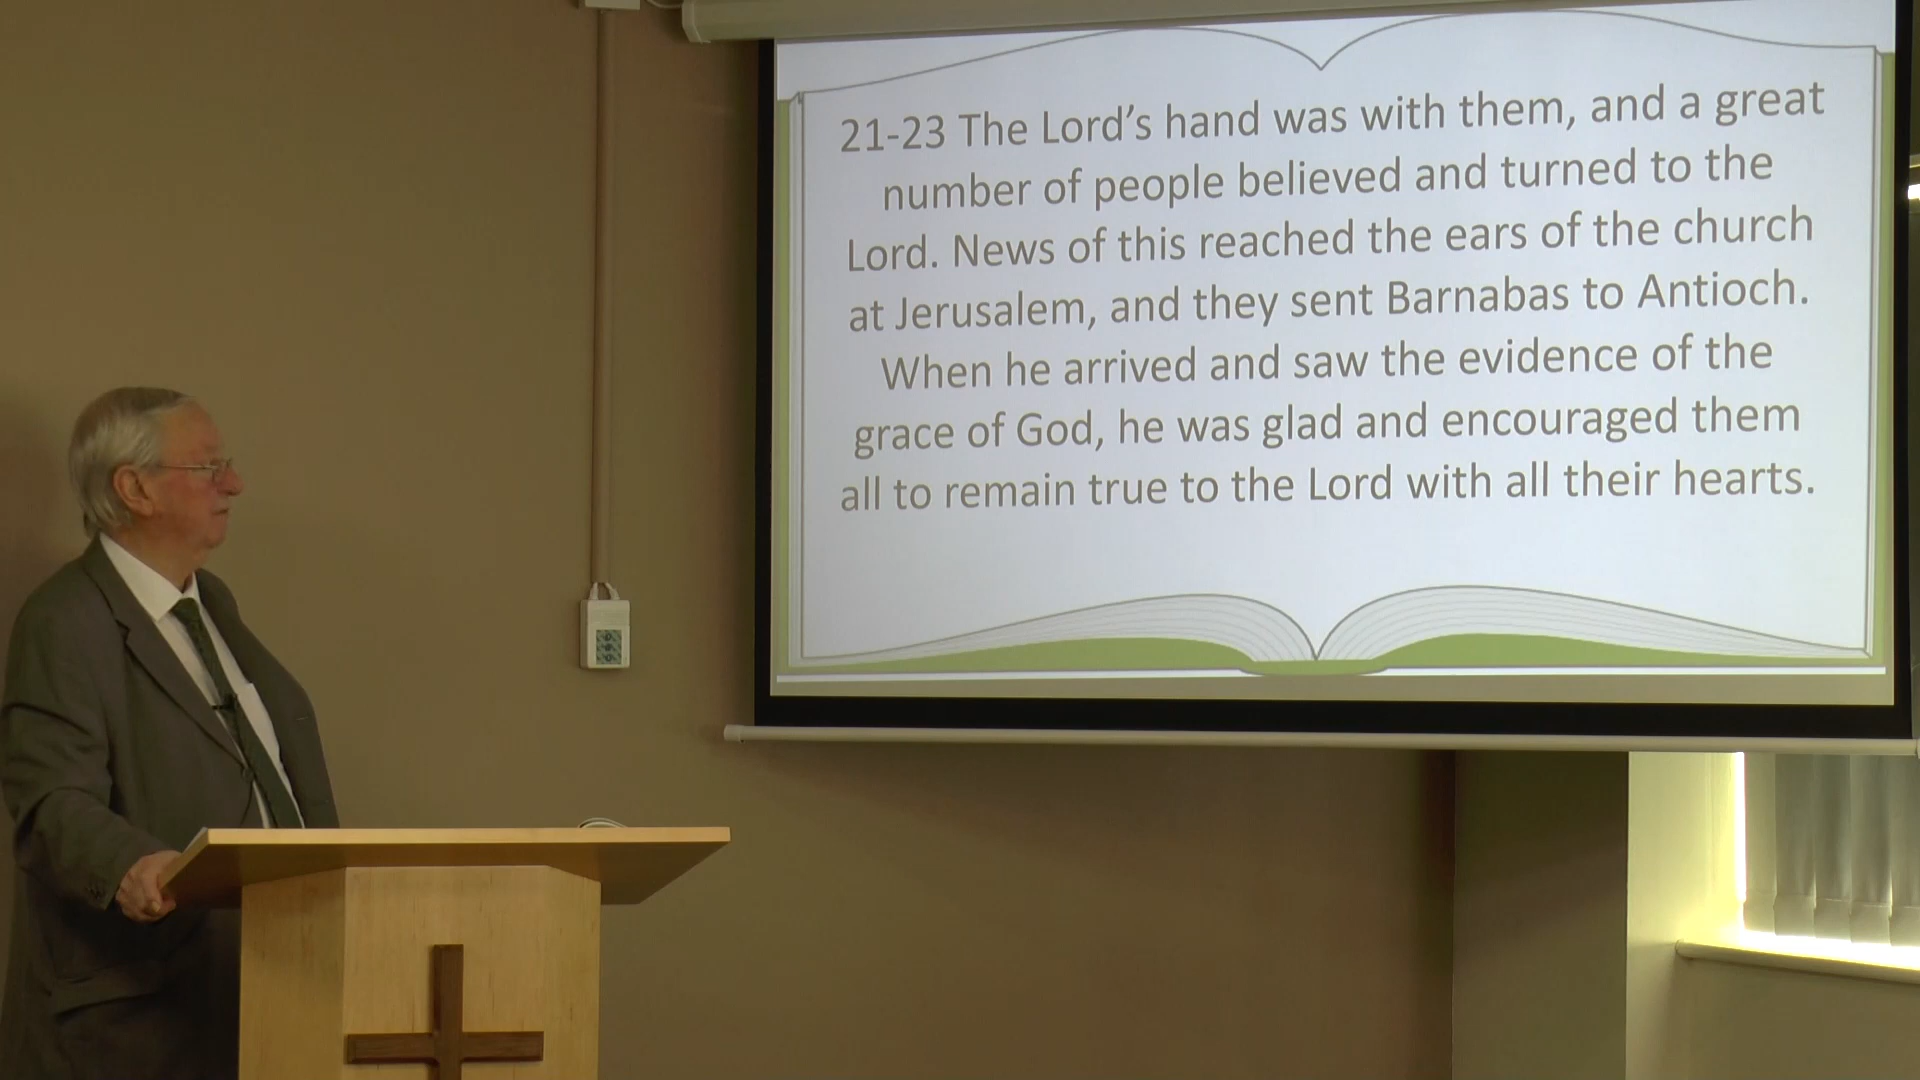 21-23 The Lord’s hand was with them, and a great
number of people believed and turned to the
Lord. News of this reached the ears of the church
at Jerusalem, and they sent Barnabas to Antioch.
When he arrived and saw the evidence of the
grace of God, he was glad and encouraged them
all to remain true to the Lord with all their hearts.